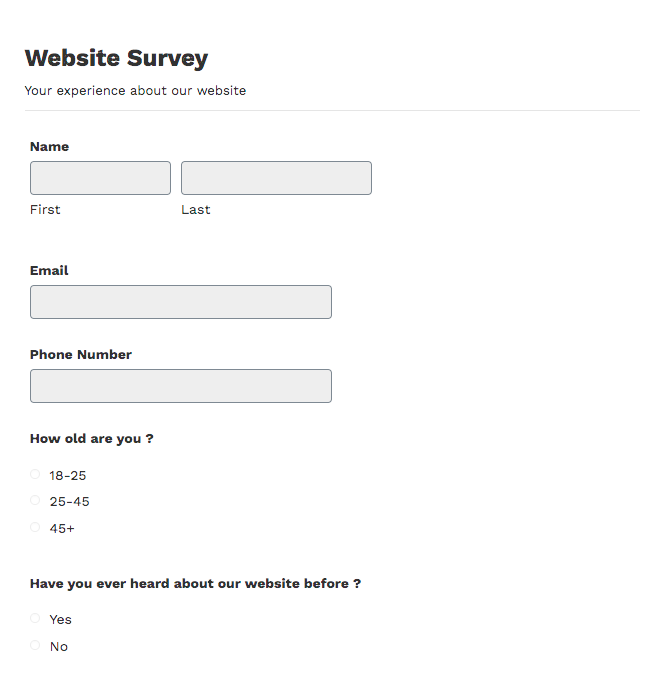 Website Survey
Your experience about our website
Name
First Last
Email
Phone Number
How old are you ?
18-25
25-45
45+
Have you ever heard about our website before ?
Yes
No